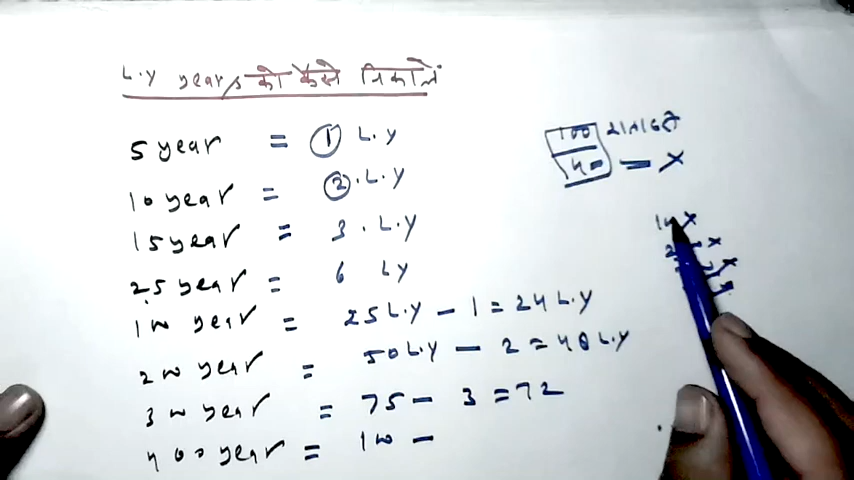 L.Y years को कैसे निकालें
5 year = 1 L.Y
10 year = 2 . L.Y
15 year = 3 . L.Y
25 year = 6 LY
100 year = 25 L.Y - 1 = 24 L.Y
200 year = 50 L.Y - 2 = 48 L.Y
300 year = 75 - 3 = 72
400 year = 100 -
100 शताब्दी
400 - X